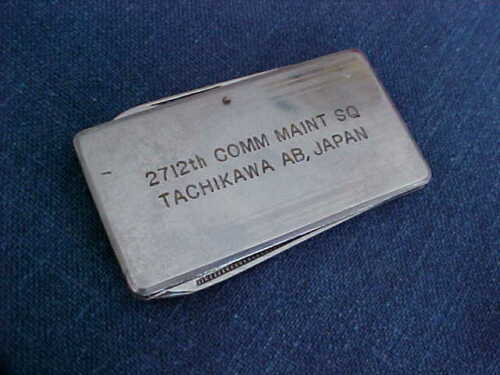 2712th COMM MAINT SQ
TACHIKAWA AB, JAPAN